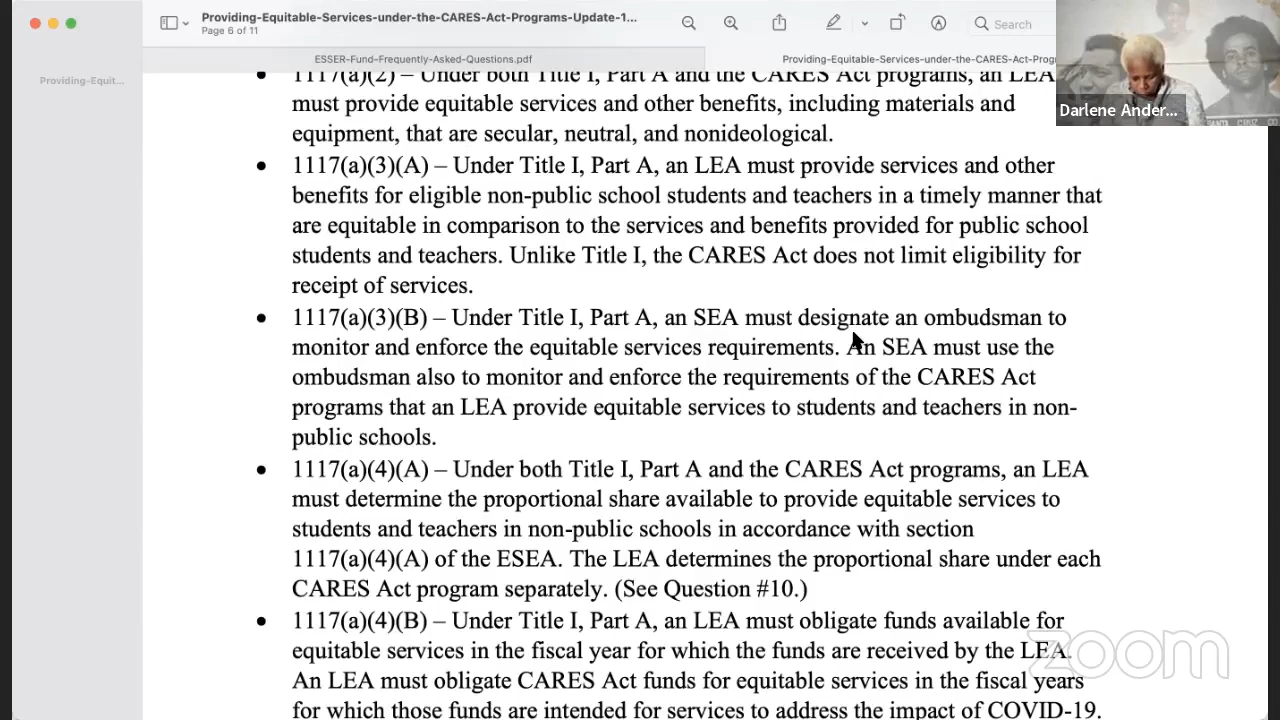 Providing-Equitable-Services-under-the-CARES-Act-Programs-Update-1...
Page 6 of 11
Search
ESSER-Fund-Frequently-Asked-Questions.pdf
Providing-Equitable-Services-under-the-CARES-Act-Prog
Providing-Equit...
Darlene Ander...
• 1117(a)(2) – Under both Title I, Part A and the CARES Act programs, an LEA
must provide equitable services and other benefits, including materials and
equipment, that are secular, neutral, and nonideological.
• 1117(a)(3)(A) – Under Title I, Part A, an LEA must provide services and other
benefits for eligible non-public school students and teachers in a timely manner that
are equitable in comparison to the services and benefits provided for public school
students and teachers. Unlike Title I, the CARES Act does not limit eligibility for
receipt of services.
• 1117(a)(3)(B) – Under Title I, Part A, an SEA must designate an ombudsman to
monitor and enforce the equitable services requirements. An SEA must use the
ombudsman also to monitor and enforce the requirements of the CARES Act
programs that an LEA provide equitable services to students and teachers in non-
public schools.
• 1117(a)(4)(A) – Under both Title I, Part A and the CARES Act programs, an LEA
must determine the proportional share available to provide equitable services to
students and teachers in non-public schools in accordance with section
1117(a)(4)(A) of the ESEA. The LEA determines the proportional share under each
CARES Act program separately. (See Question #10.)
• 1117(a)(4)(B) – Under Title I, Part A, an LEA must obligate funds available for
equitable services in the fiscal year for which the funds are received by the LEA.
An LEA must obligate CARES Act funds for equitable services in the fiscal years
for which those funds are intended for services to address the impact of COVID-19.
zoom